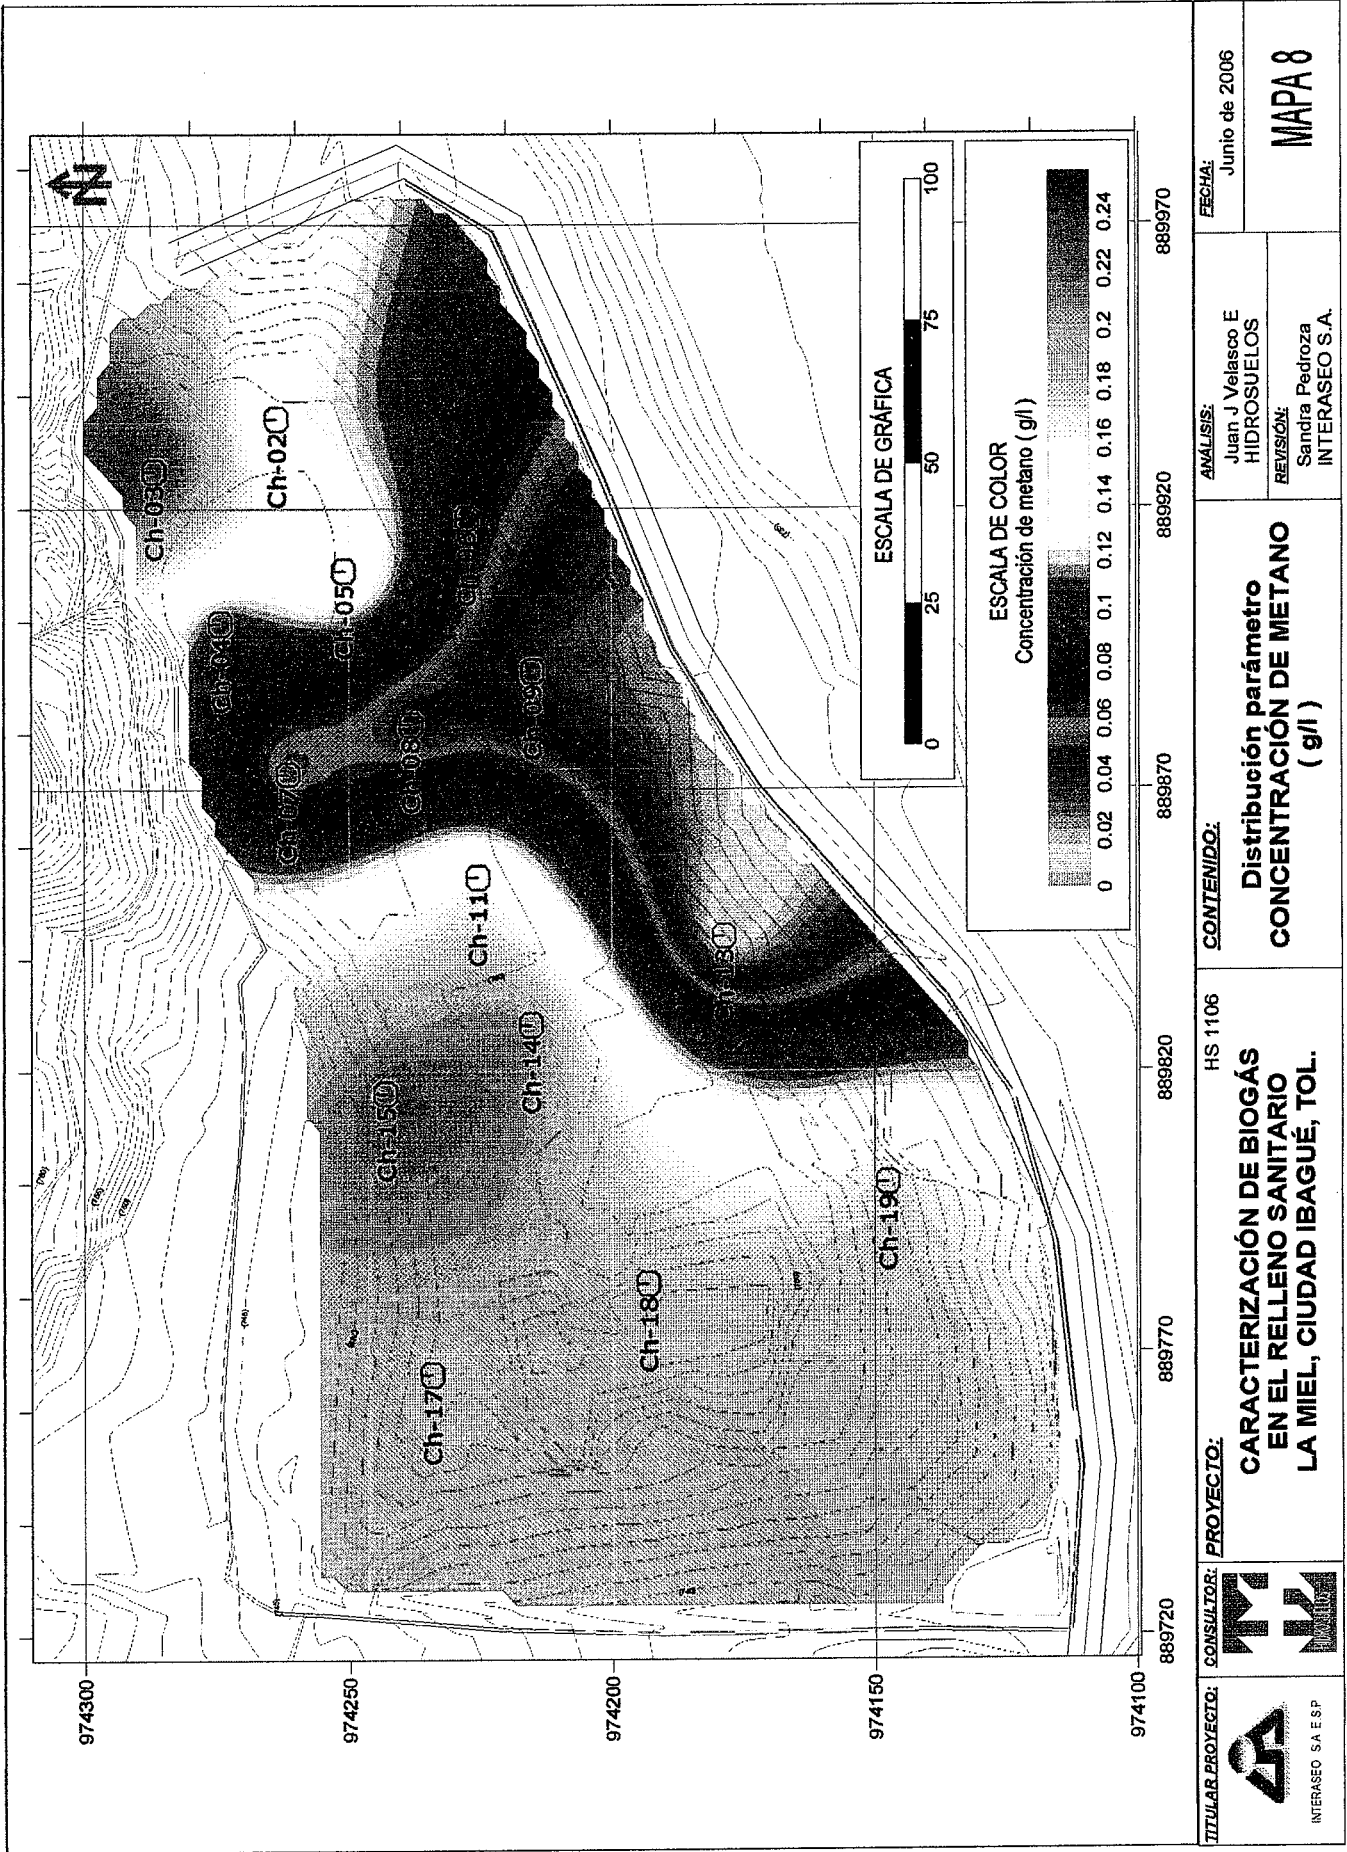 974300
974250
974200
974150
974100
889720
889770
889820
889870
889920
889970
N
Ch-03
Ch-02
Ch-04
Ch-05
Ch-07
Ch-08
Ch-09
Ch-11
Ch-13
Ch-14
Ch-15
Ch-17
Ch-18
Ch-19
ESCALA DE GRÁFICA
0 25 50 75 100
ESCALA DE COLOR
Concentración de metano ( g/l )
0 0.02 0.04 0.06 0.08 0.1 0.12 0.14 0.16 0.18 0.2 0.22 0.24
TITULAR PROYECTO:
INTERASEO S.A E.S.P
CONSULTOR:
PROYECTO:
HS 1106
CARACTERIZACIÓN DE BIOGÁS
EN EL RELLENO SANITARIO
LA MIEL, CIUDAD IBAGUÉ, TOL.
CONTENIDO:
Distribución parámetro
CONCENTRACIÓN DE METANO
( g/l )
ANÁLISIS:
Juan J Velasco E
HIDROSUELOS
REVISIÓN:
Sandra Pedroza
INTERASEO S.A.
FECHA:
Junio de 2006
MAPA 8